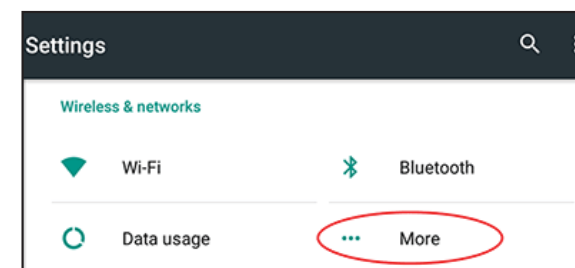 Settings
Wireless & networks
Wi-Fi
Bluetooth
Data usage
More